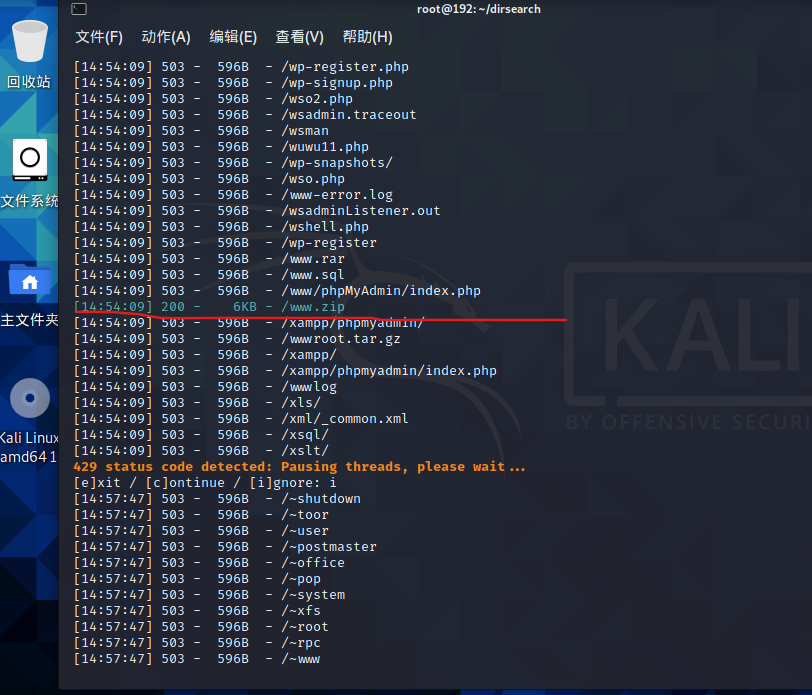 root@192:~/dirsearch
文件(F) 动作(A) 编辑(E) 查看(V) 帮助(H)
回收站
文件系统
主文件夹
Kali Linux
amd64 1
[14:54:09] 503 - 596B - /wp-register.php
[14:54:09] 503 - 596B - /wp-signup.php
[14:54:09] 503 - 596B - /wso2.php
[14:54:09] 503 - 596B - /wsadmin.traceout
[14:54:09] 503 - 596B - /wsman
[14:54:09] 503 - 596B - /wuwu11.php
[14:54:09] 503 - 596B - /wp-snapshots/
[14:54:09] 503 - 596B - /wso.php
[14:54:09] 503 - 596B - /www-error.log
[14:54:09] 503 - 596B - /wsadminListener.out
[14:54:09] 503 - 596B - /wshell.php
[14:54:09] 503 - 596B - /wp-register
[14:54:09] 503 - 596B - /www.rar
[14:54:09] 503 - 596B - /www.sql
[14:54:09] 503 - 596B - /www/phpMyAdmin/index.php
[14:54:09] 200 - 6KB - /www.zip
[14:54:09] 503 - 596B - /xampp/phpmyadmin/
[14:54:09] 503 - 596B - /wwwroot.tar.gz
[14:54:09] 503 - 596B - /xampp/
[14:54:09] 503 - 596B - /xampp/phpmyadmin/index.php
[14:54:09] 503 - 596B - /wwwlog
[14:54:09] 503 - 596B - /xls/
[14:54:09] 503 - 596B - /xml/_common.xml
[14:54:09] 503 - 596B - /xsql/
[14:54:09] 503 - 596B - /xslt/
429 status code detected: Pausing threads, please wait...
[e]xit / [c]ontinue / [i]gnore: i
[14:57:47] 503 - 596B - /~shutdown
[14:57:47] 503 - 596B - /~toor
[14:57:47] 503 - 596B - /~user
[14:57:47] 503 - 596B - /~postmaster
[14:57:47] 503 - 596B - /~office
[14:57:47] 503 - 596B - /~pop
[14:57:47] 503 - 596B - /~system
[14:57:47] 503 - 596B - /~xfs
[14:57:47] 503 - 596B - /~root
[14:57:47] 503 - 596B - /~rpc
[14:57:47] 503 - 596B - /~www
KALI
BY OFFENSIVE SECURI